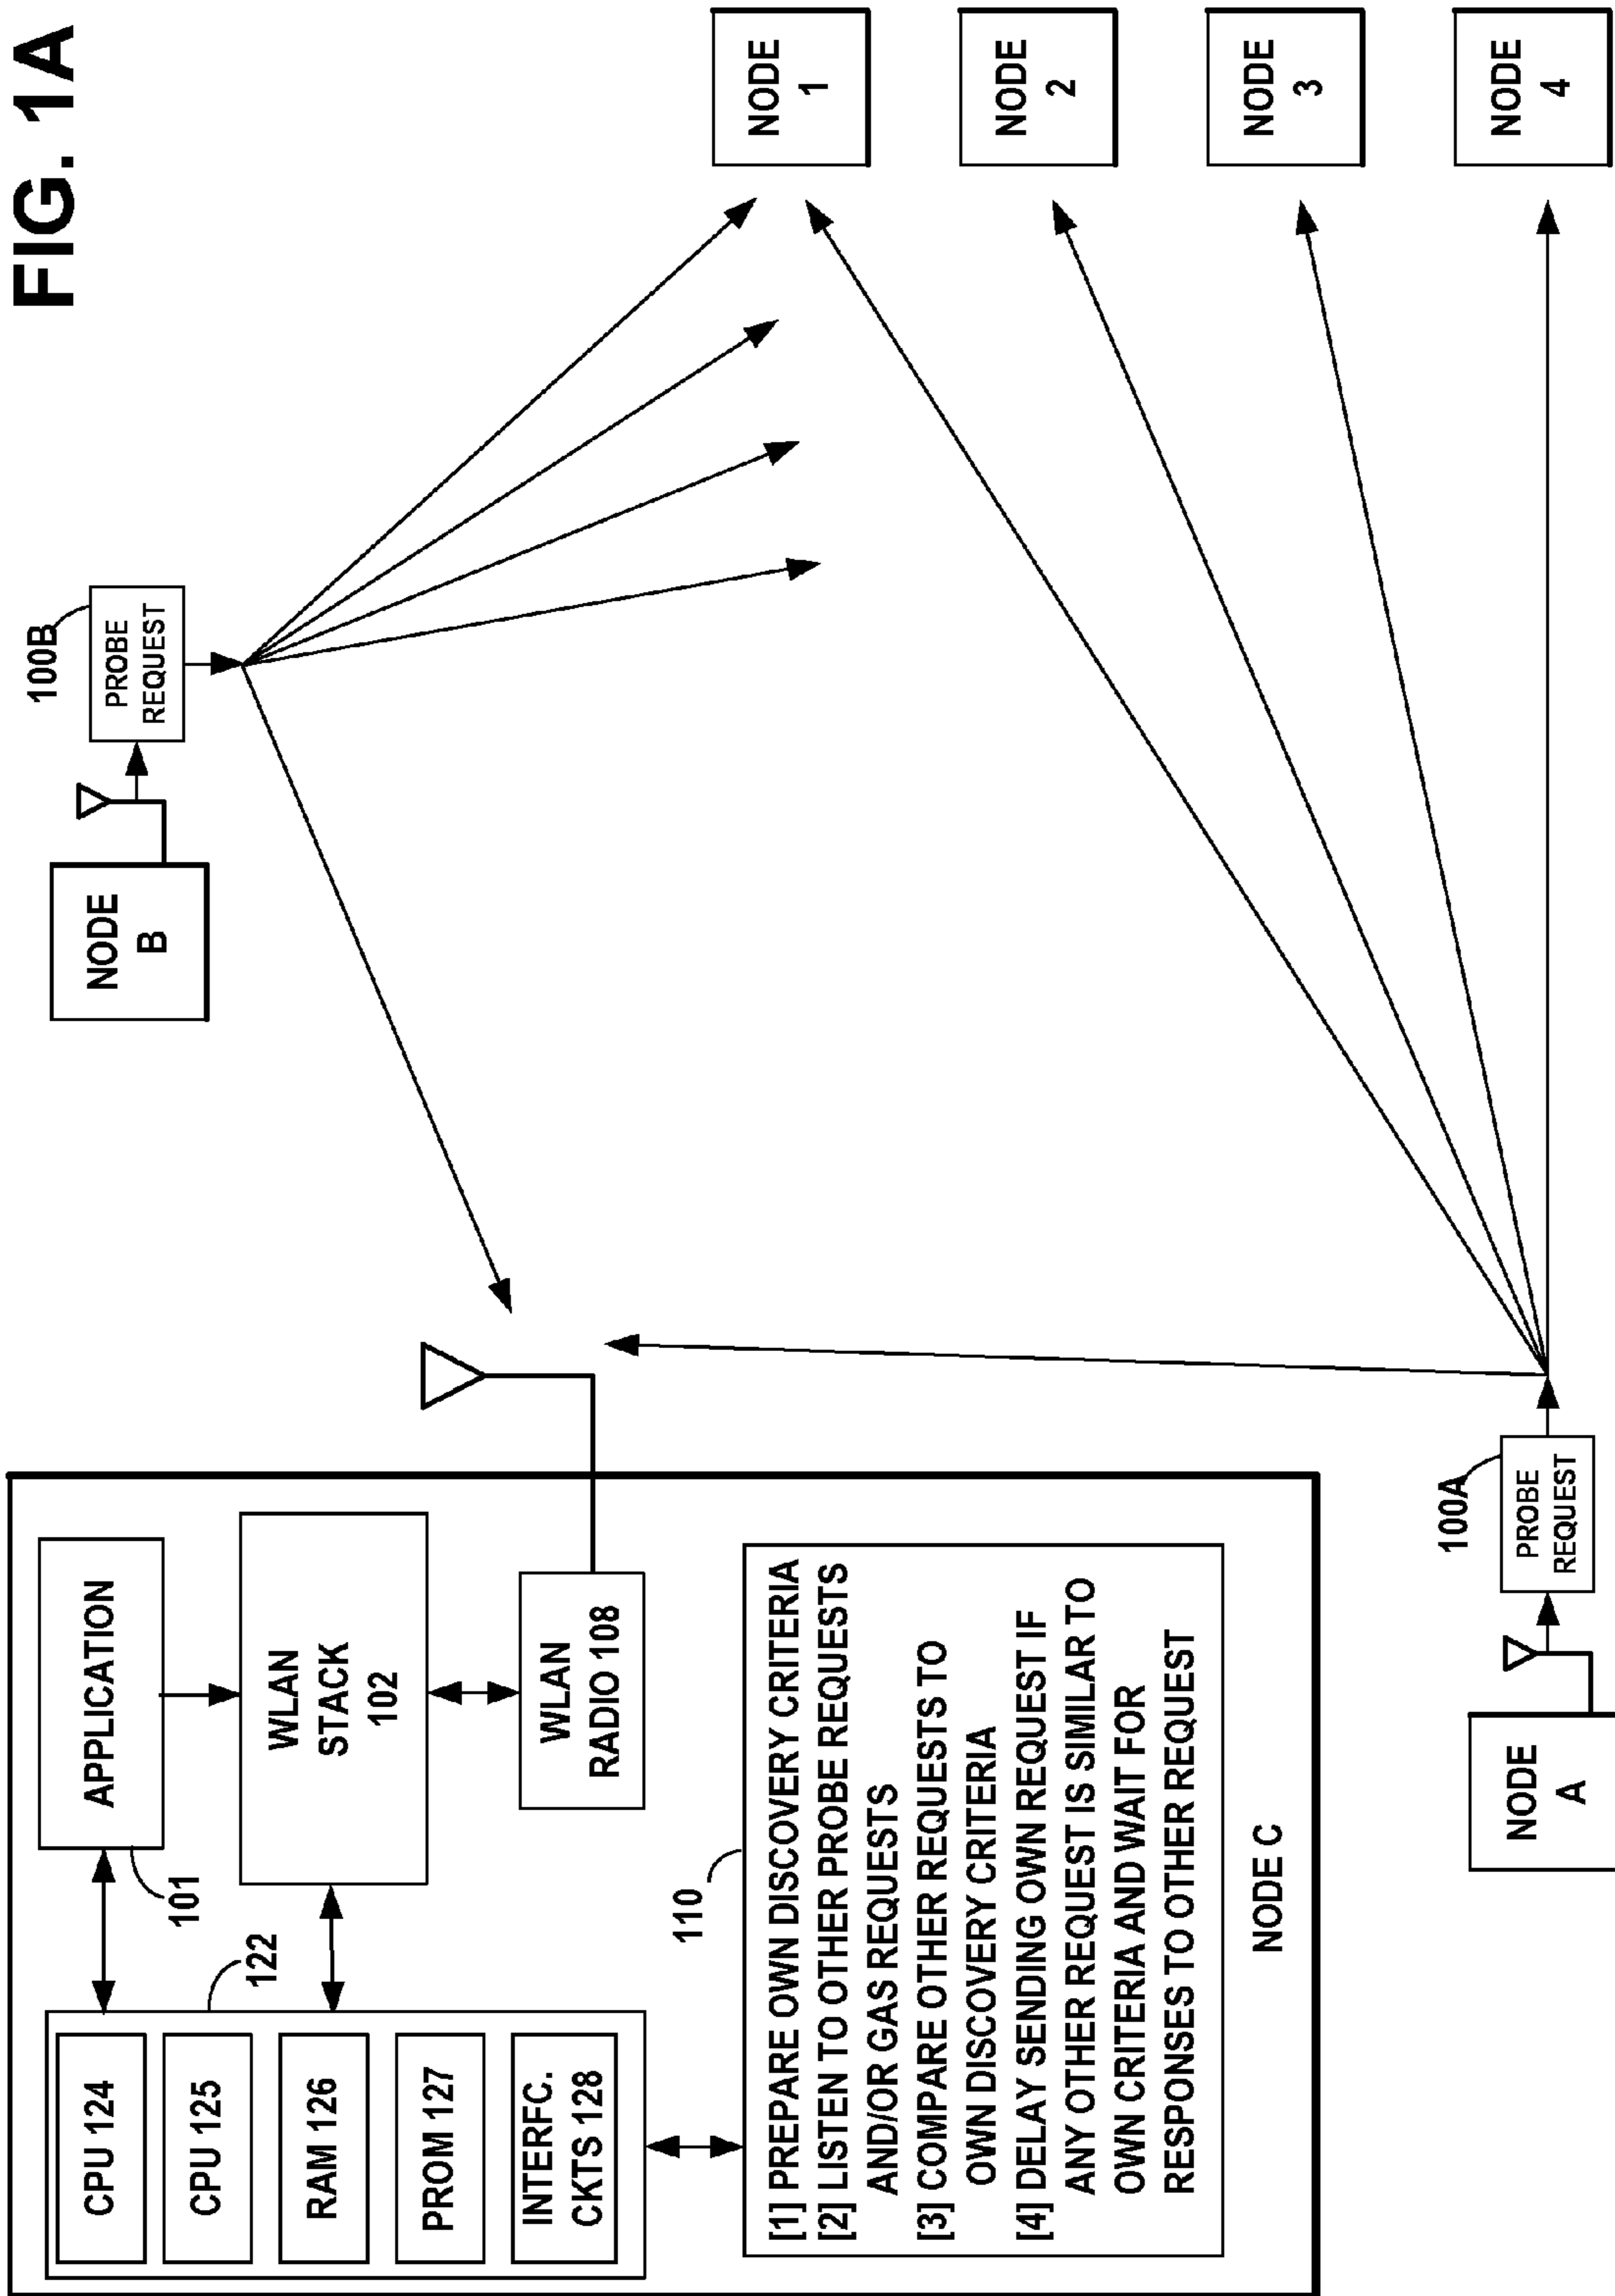 FIG. 1A
CPU 124
CPU 125
RAM 126
PROM 127
INTERFC.
CKTS 128
122
101
APPLICATION
WLAN
STACK
102
WLAN
RADIO 108
110
[1] PREPARE OWN DISCOVERY CRITERIA
[2] LISTEN TO OTHER PROBE REQUESTS
AND/OR GAS REQUESTS
[3] COMPARE OTHER REQUESTS TO
OWN DISCOVERY CRITERIA
[4] DELAY SENDING OWN REQUEST IF
ANY OTHER REQUEST IS SIMILAR TO
OWN CRITERIA AND WAIT FOR
RESPONSES TO OTHER REQUEST
NODE C
NODE
B
100B
PROBE
REQUEST
NODE
A
100A
PROBE
REQUEST
NODE
1
NODE
2
NODE
3
NODE
4